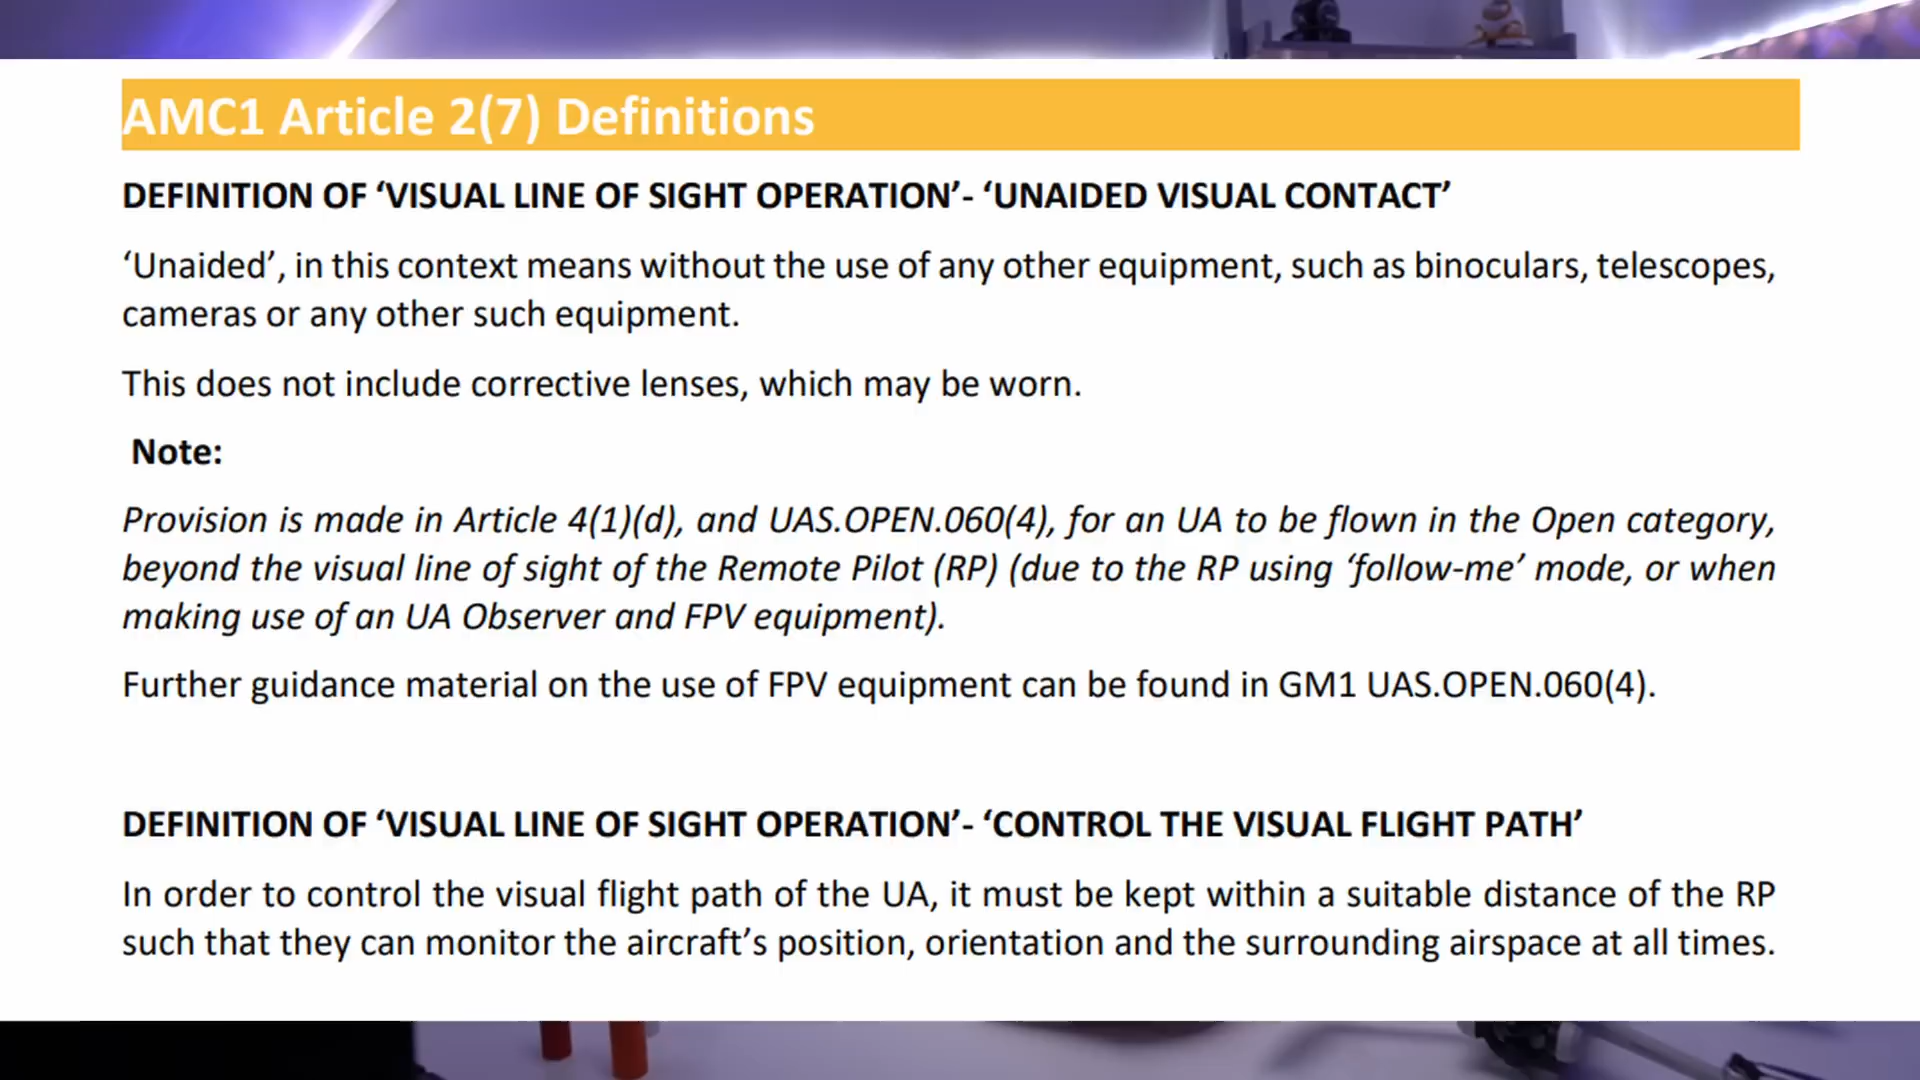 AMC1 Article 2(7) Definitions
DEFINITION OF ‘VISUAL LINE OF SIGHT OPERATION’- ‘UNAIDED VISUAL CONTACT’
‘Unaided’, in this context means without the use of any other equipment, such as binoculars, telescopes,
cameras or any other such equipment.
This does not include corrective lenses, which may be worn.
Note:
Provision is made in Article 4(1)(d), and UAS.OPEN.060(4), for an UA to be flown in the Open category,
beyond the visual line of sight of the Remote Pilot (RP) (due to the RP using ‘follow-me’ mode, or when
making use of an UA Observer and FPV equipment).
Further guidance material on the use of FPV equipment can be found in GM1 UAS.OPEN.060(4).
DEFINITION OF ‘VISUAL LINE OF SIGHT OPERATION’- ‘CONTROL THE VISUAL FLIGHT PATH’
In order to control the visual flight path of the UA, it must be kept within a suitable distance of the RP
such that they can monitor the aircraft’s position, orientation and the surrounding airspace at all times.